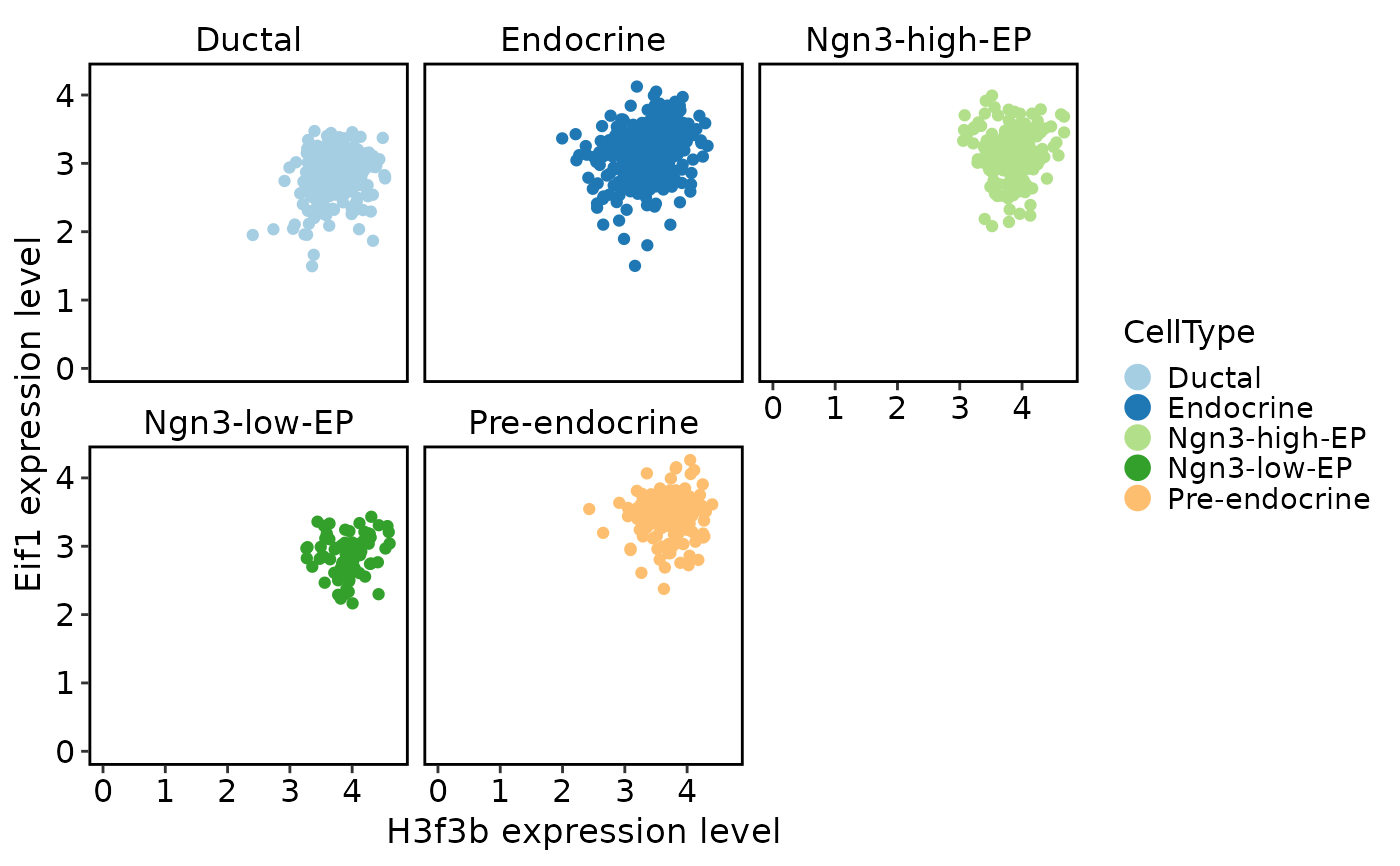 Ductal
Endocrine
Ngn3-high-EP
4
3
2
1
0
0 1 2 3 4
Ngn3-low-EP
Pre-endocrine
4
3
2
1
0
0 1 2 3 4
0 1 2 3 4
H3f3b expression level
Eif1 expression level
CellType
Ductal
Endocrine
Ngn3-high-EP
Ngn3-low-EP
Pre-endocrine